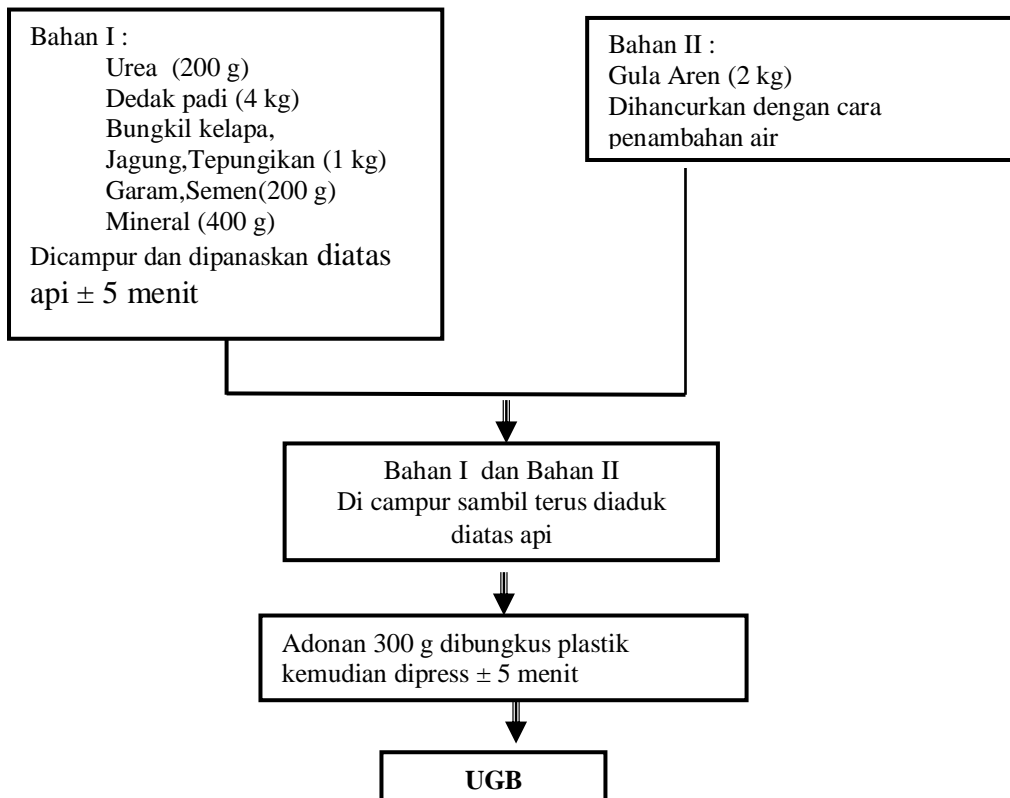 Bahan I :
Urea (200 g)
Dedak padi (4 kg)
Bungkil kelapa,
Jagung,Tepungikan (1 kg)
Garam,Semen(200 g)
Mineral (400 g)
Dicampur dan dipanaskan diatas
api ± 5 menit
Bahan II :
Gula Aren (2 kg)
Dihancurkan dengan cara
penambahan air
Bahan I dan Bahan II
Di campur sambil terus diaduk
diatas api
Adonan 300 g dibungkus plastik
kemudian dipress ± 5 menit
UGB